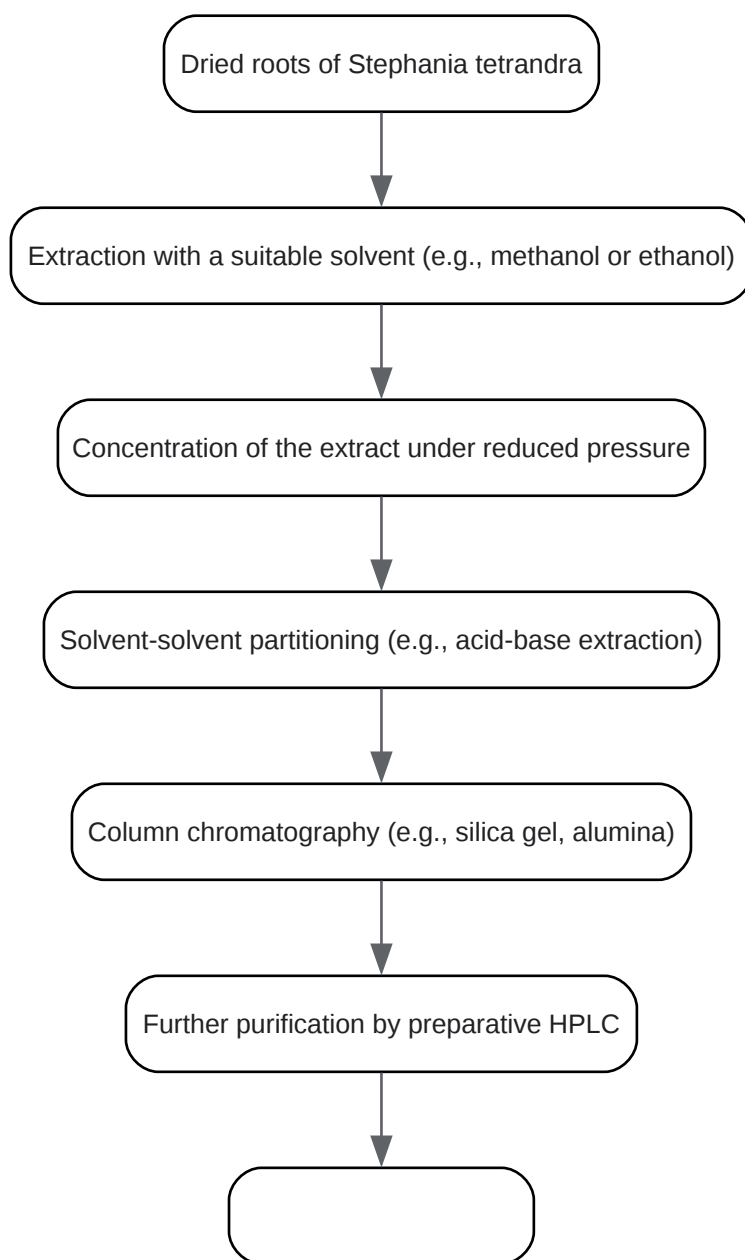 Dried roots of Stephania tetrandra
Extraction with a suitable solvent (e.g., methanol or ethanol)
Concentration of the extract under reduced pressure
Solvent-solvent partitioning (e.g., acid-base extraction)
Column chromatography (e.g., silica gel, alumina)
Further purification by preparative HPLC